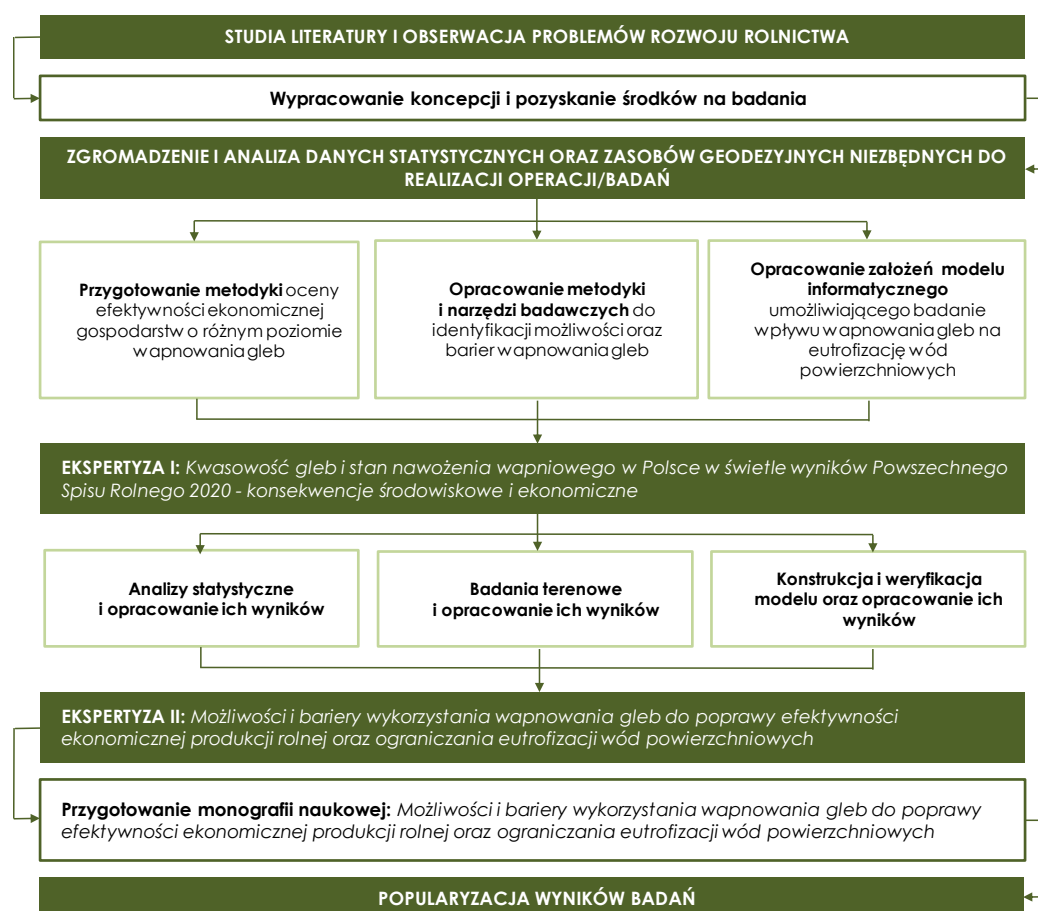 STUDIA LITERATURY I OBSERWACJA PROBLEMÓW ROZWOJU ROLNICTWA
Wypracowanie koncepcji i pozyskanie środków na badania
ZGROMADZENIE I ANALIZA DANYCH STATYSTYCZNYCH ORAZ ZASOBÓW GEODEZYJNYCH NIEZBĘDNYCH DO
REALIZACJI OPERACJI/BADAŃ
Przygotowanie metodyki oceny
efektywności ekonomicznej
gospodarstw o różnym poziomie
wapnowania gleb
Opracowanie metodyki
i narzędzi badawczych do
identyfikacji możliwości oraz
barier wapnowania gleb
Opracowanie założeń modelu
informatycznego
umożliwiającego badanie
wpływu wapnowania gleb na
eutrofizację wód
powierzchniowych
EKSPERTYZA I: Kwasowość gleb i stan nawożenia wapniowego w Polsce w świetle wyników Powszechnego
Spisu Rolnego 2020 - konsekwencje środowiskowe i ekonomiczne
Analizy statystyczne
i opracowanie ich wyników
Badania terenowe
i opracowanie ich wyników
Konstrukcja i weryfikacja
modelu oraz opracowanie ich
wyników
EKSPERTYZA II: Możliwości i bariery wykorzystania wapnowania gleb do poprawy efektywności
ekonomicznej produkcji rolnej oraz ograniczania eutrofizacji wód powierzchniowych
Przygotowanie monografii naukowej: Możliwości i bariery wykorzystania wapnowania gleb do poprawy
efektywności ekonomicznej produkcji rolnej oraz ograniczania eutrofizacji wód powierzchniowych
POPULARYZACJA WYNIKÓW BADAŃ